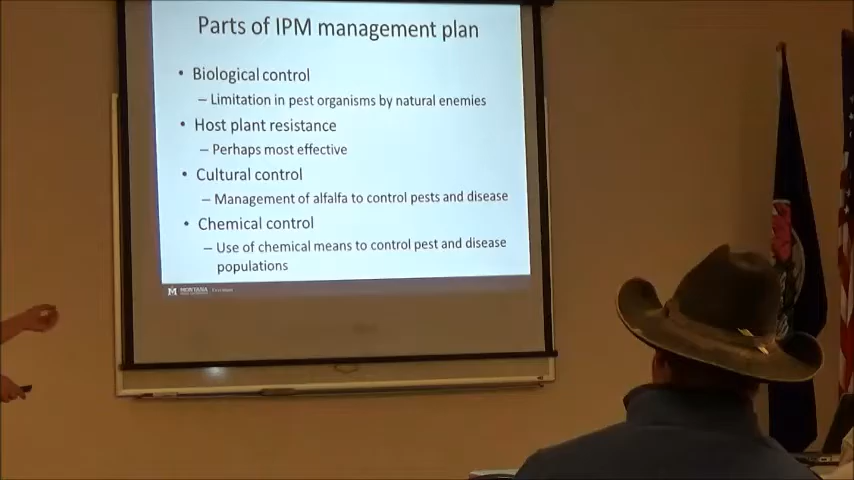 Parts of IPM management plan
• Biological control
– Limitation in pest organisms by natural enemies
• Host plant resistance
– Perhaps most effective
• Cultural control
– Management of alfalfa to control pests and disease
• Chemical control
– Use of chemical means to control pest and disease
populations
M MONTANA